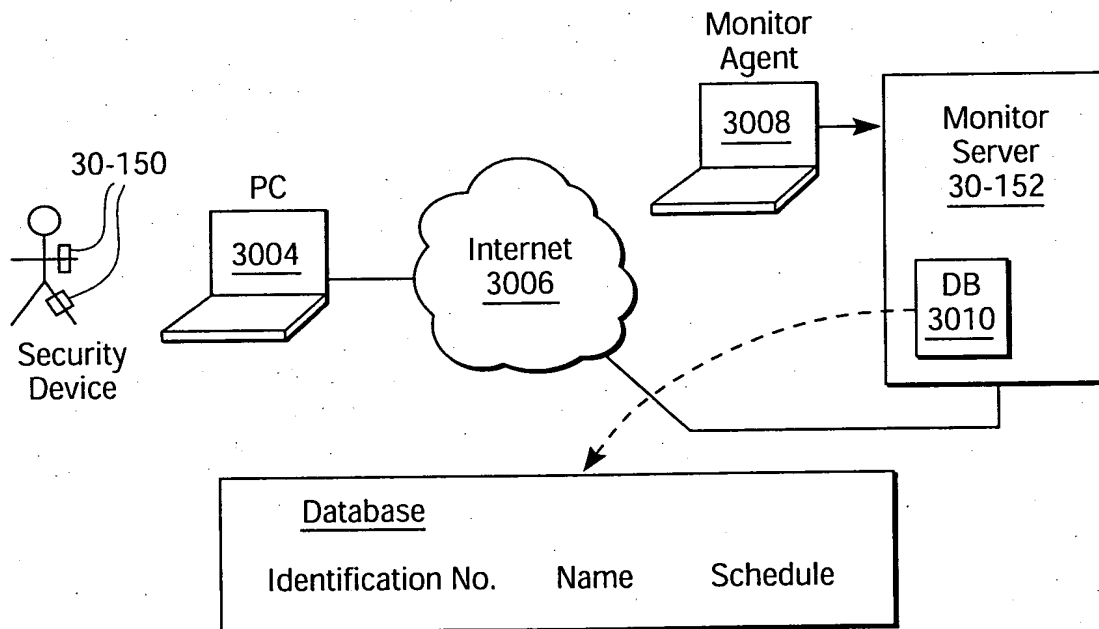 Monitor
Agent
3008
Monitor
Server
30-152
30-150
PC
3004
Internet
3006
DB
3010
Security
Device
Database
Identification No. Name Schedule